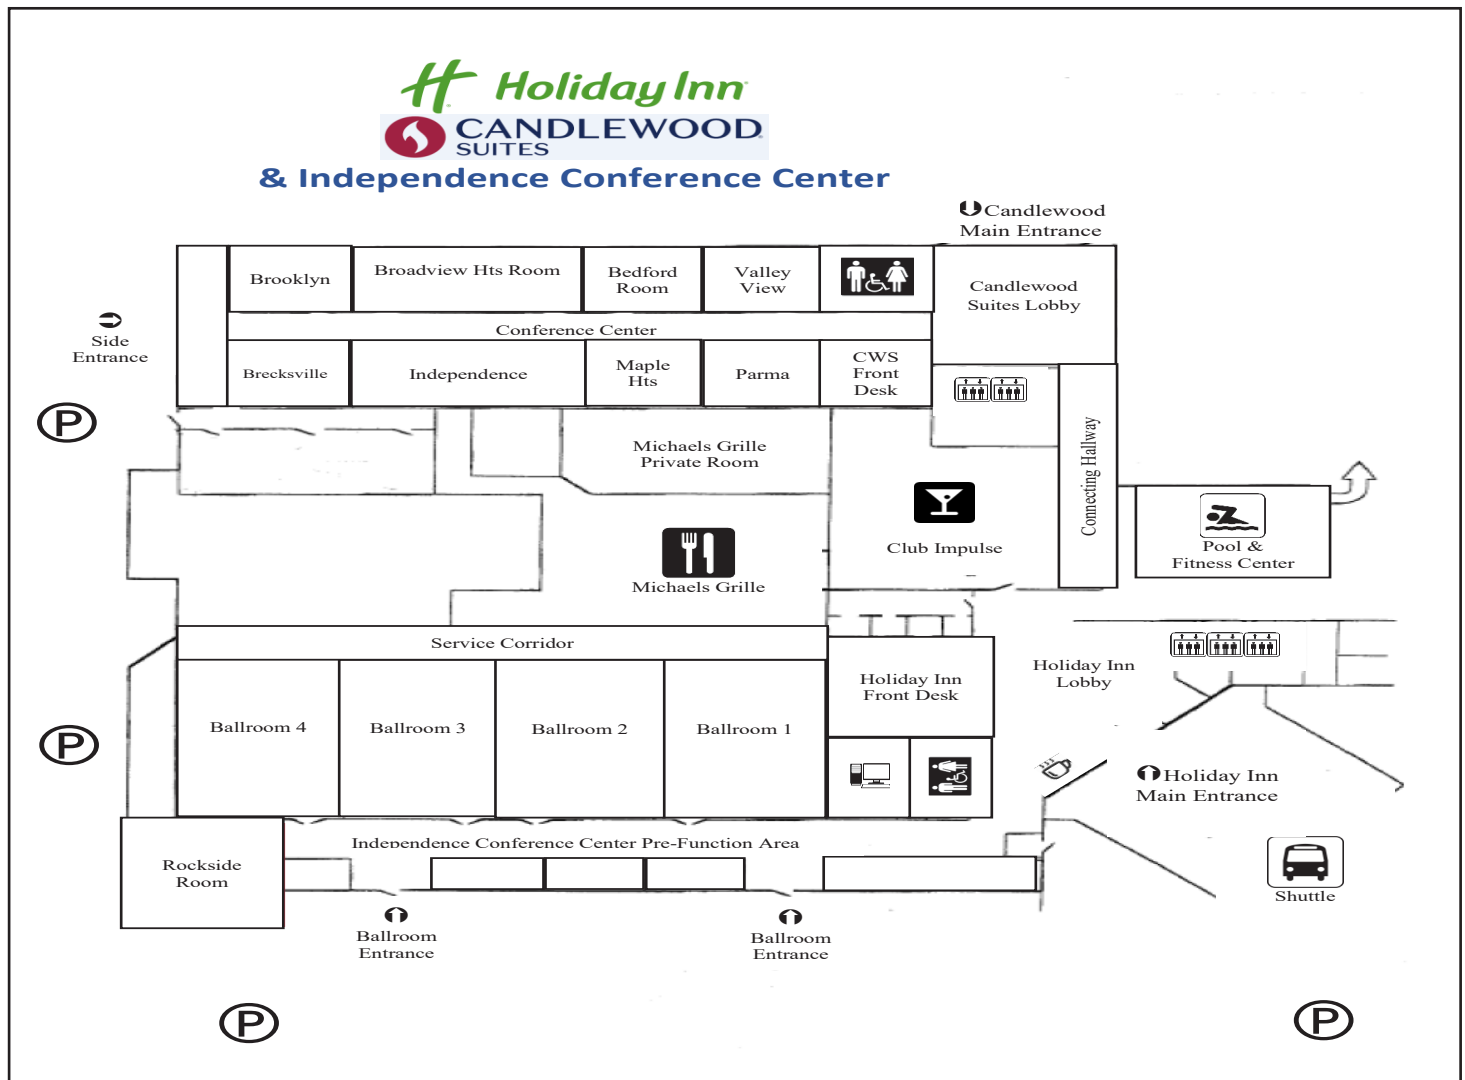 Holiday Inn
CANDLEWOOD
SUITES
& Independence Conference Center
Candlewood
Main Entrance
Brooklyn
Broadview Hts Room
Bedford
Room
Valley
View
Candlewood
Suites Lobby
Side
Entrance
Conference Center
Brecksville
Independence
Maple
Hts
Parma
CWS
Front
Desk
P
Michaels Grille
Private Room
Connecting Hallway
Club Impulse
Pool &
Fitness Center
Michaels Grille
Service Corridor
Holiday Inn
Front Desk
Holiday Inn
Lobby
Ballroom 4
Ballroom 3
Ballroom 2
Ballroom 1
P
Holiday Inn
Main Entrance
Independence Conference Center Pre-Function Area
Rockside
Room
Shuttle
Ballroom
Entrance
Ballroom
Entrance
P
P